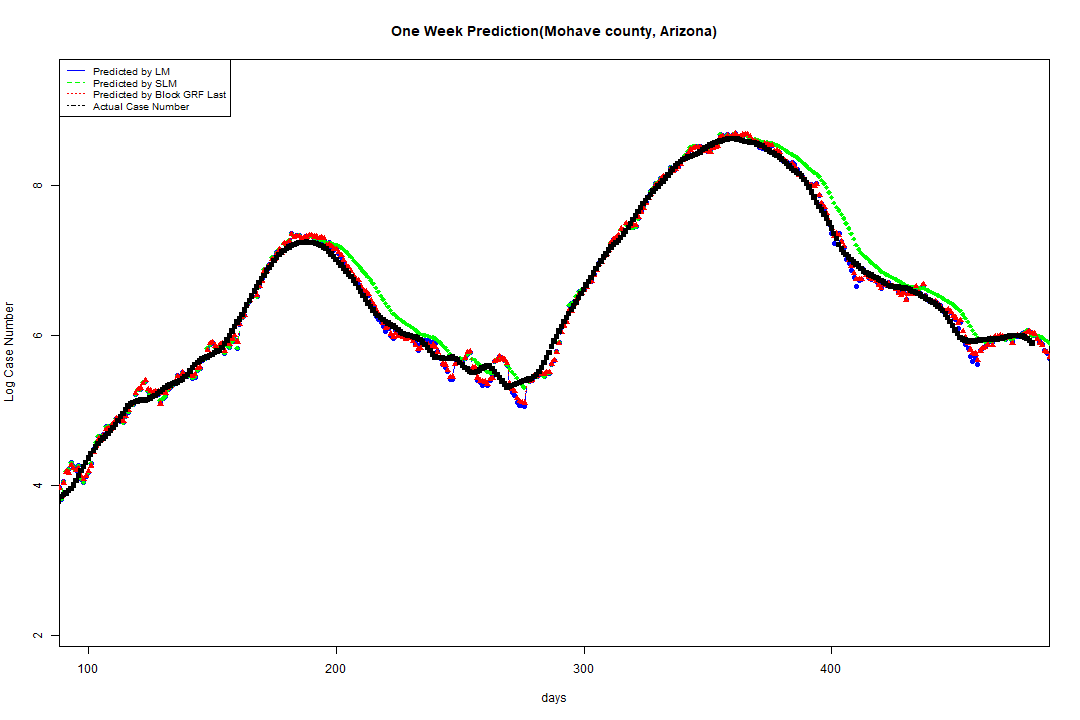 One Week Prediction(Mohave county, Arizona)
Predicted by LM
Predicted by SLM
Predicted by Block GRF Last
Actual Case Number
8
6
4
2
Log Case Number
100 200 300 400
days